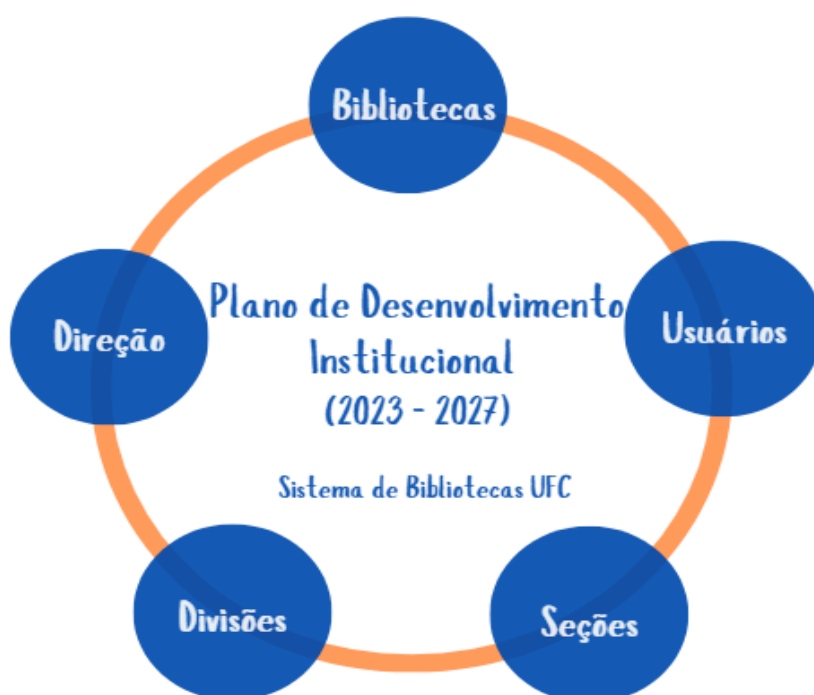 Bibliotecas
Usuários
Direção
Plano de Desenvolvimento
Institucional
(2023 - 2027)
Sistema de Bibliotecas UFC
Divisões
Seções